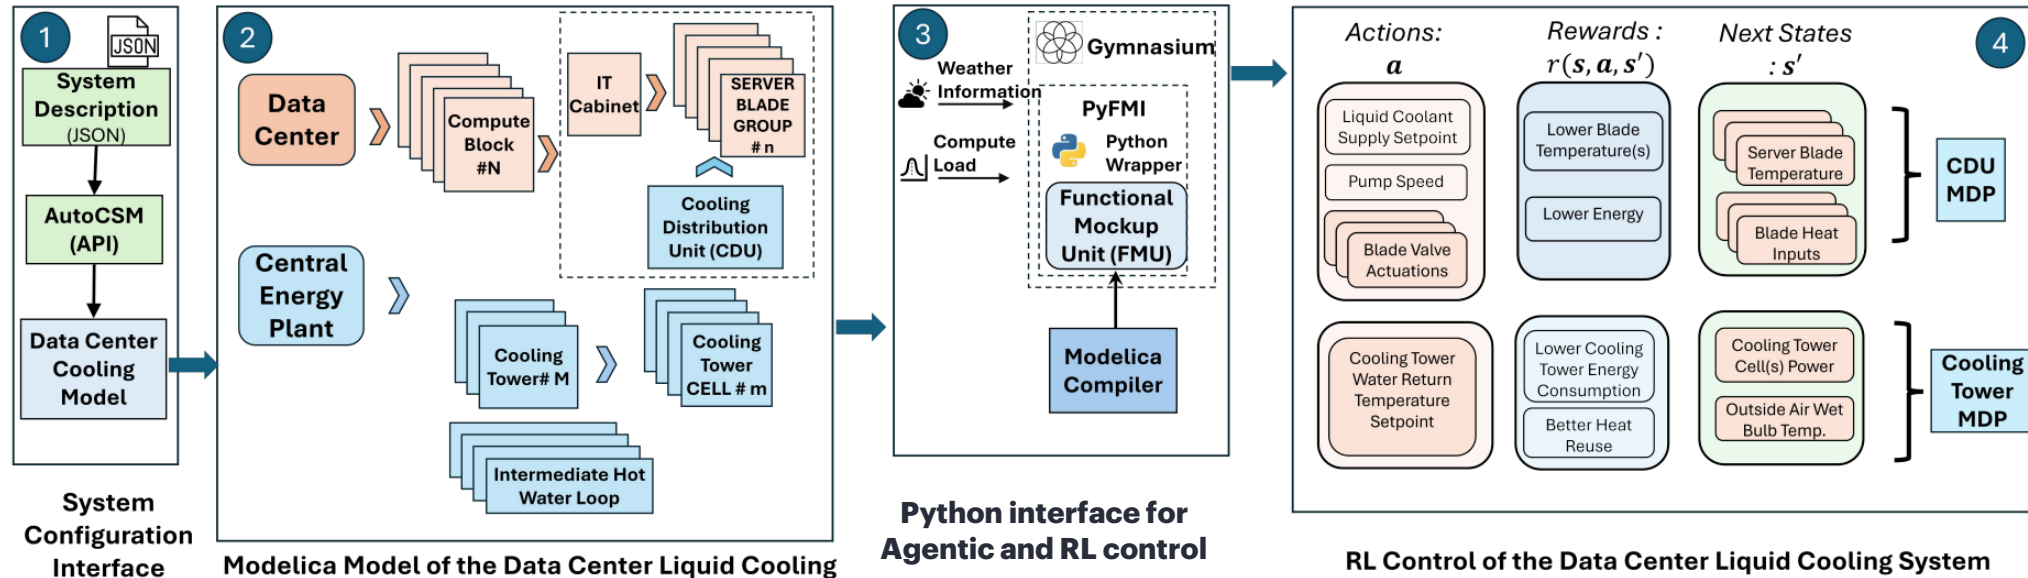 1
JSON
System
Description
(JSON)
AutoCSM
(API)
Data Center
Cooling
Model
System
Configuration
Interface
2
Data
Center
Compute
Block
#N
IT
Cabinet
SERVER
BLADE
GROUP
# n
Cooling
Distribution
Unit (CDU)
Central
Energy
Plant
Cooling
Tower# M
Cooling
Tower
CELL # m
Intermediate Hot
Water Loop
Modelica Model of the Data Center Liquid Cooling
3
Gymnasium
Weather
Information
Compute
Load
PyFMI
Python
Wrapper
Functional
Mockup
Unit (FMU)
Modelica
Compiler
Python interface for
Agentic and RL control
4
Actions:
a
Rewards :
r(s, a, s′)
Next States
: s′
Liquid Coolant
Supply Setpoint
Pump Speed
Blade Valve
Actuations
Lower Blade
Temperature(s)
Lower Energy
Server Blade
Temperature
Blade Heat
Inputs
CDU
MDP
Cooling Tower
Water Return
Temperature
Setpoint
Lower Cooling
Tower Energy
Consumption
Better Heat
Reuse
Cooling Tower
Cell(s) Power
Outside Air Wet
Bulb Temp.
Cooling
Tower
MDP
RL Control of the Data Center Liquid Cooling System